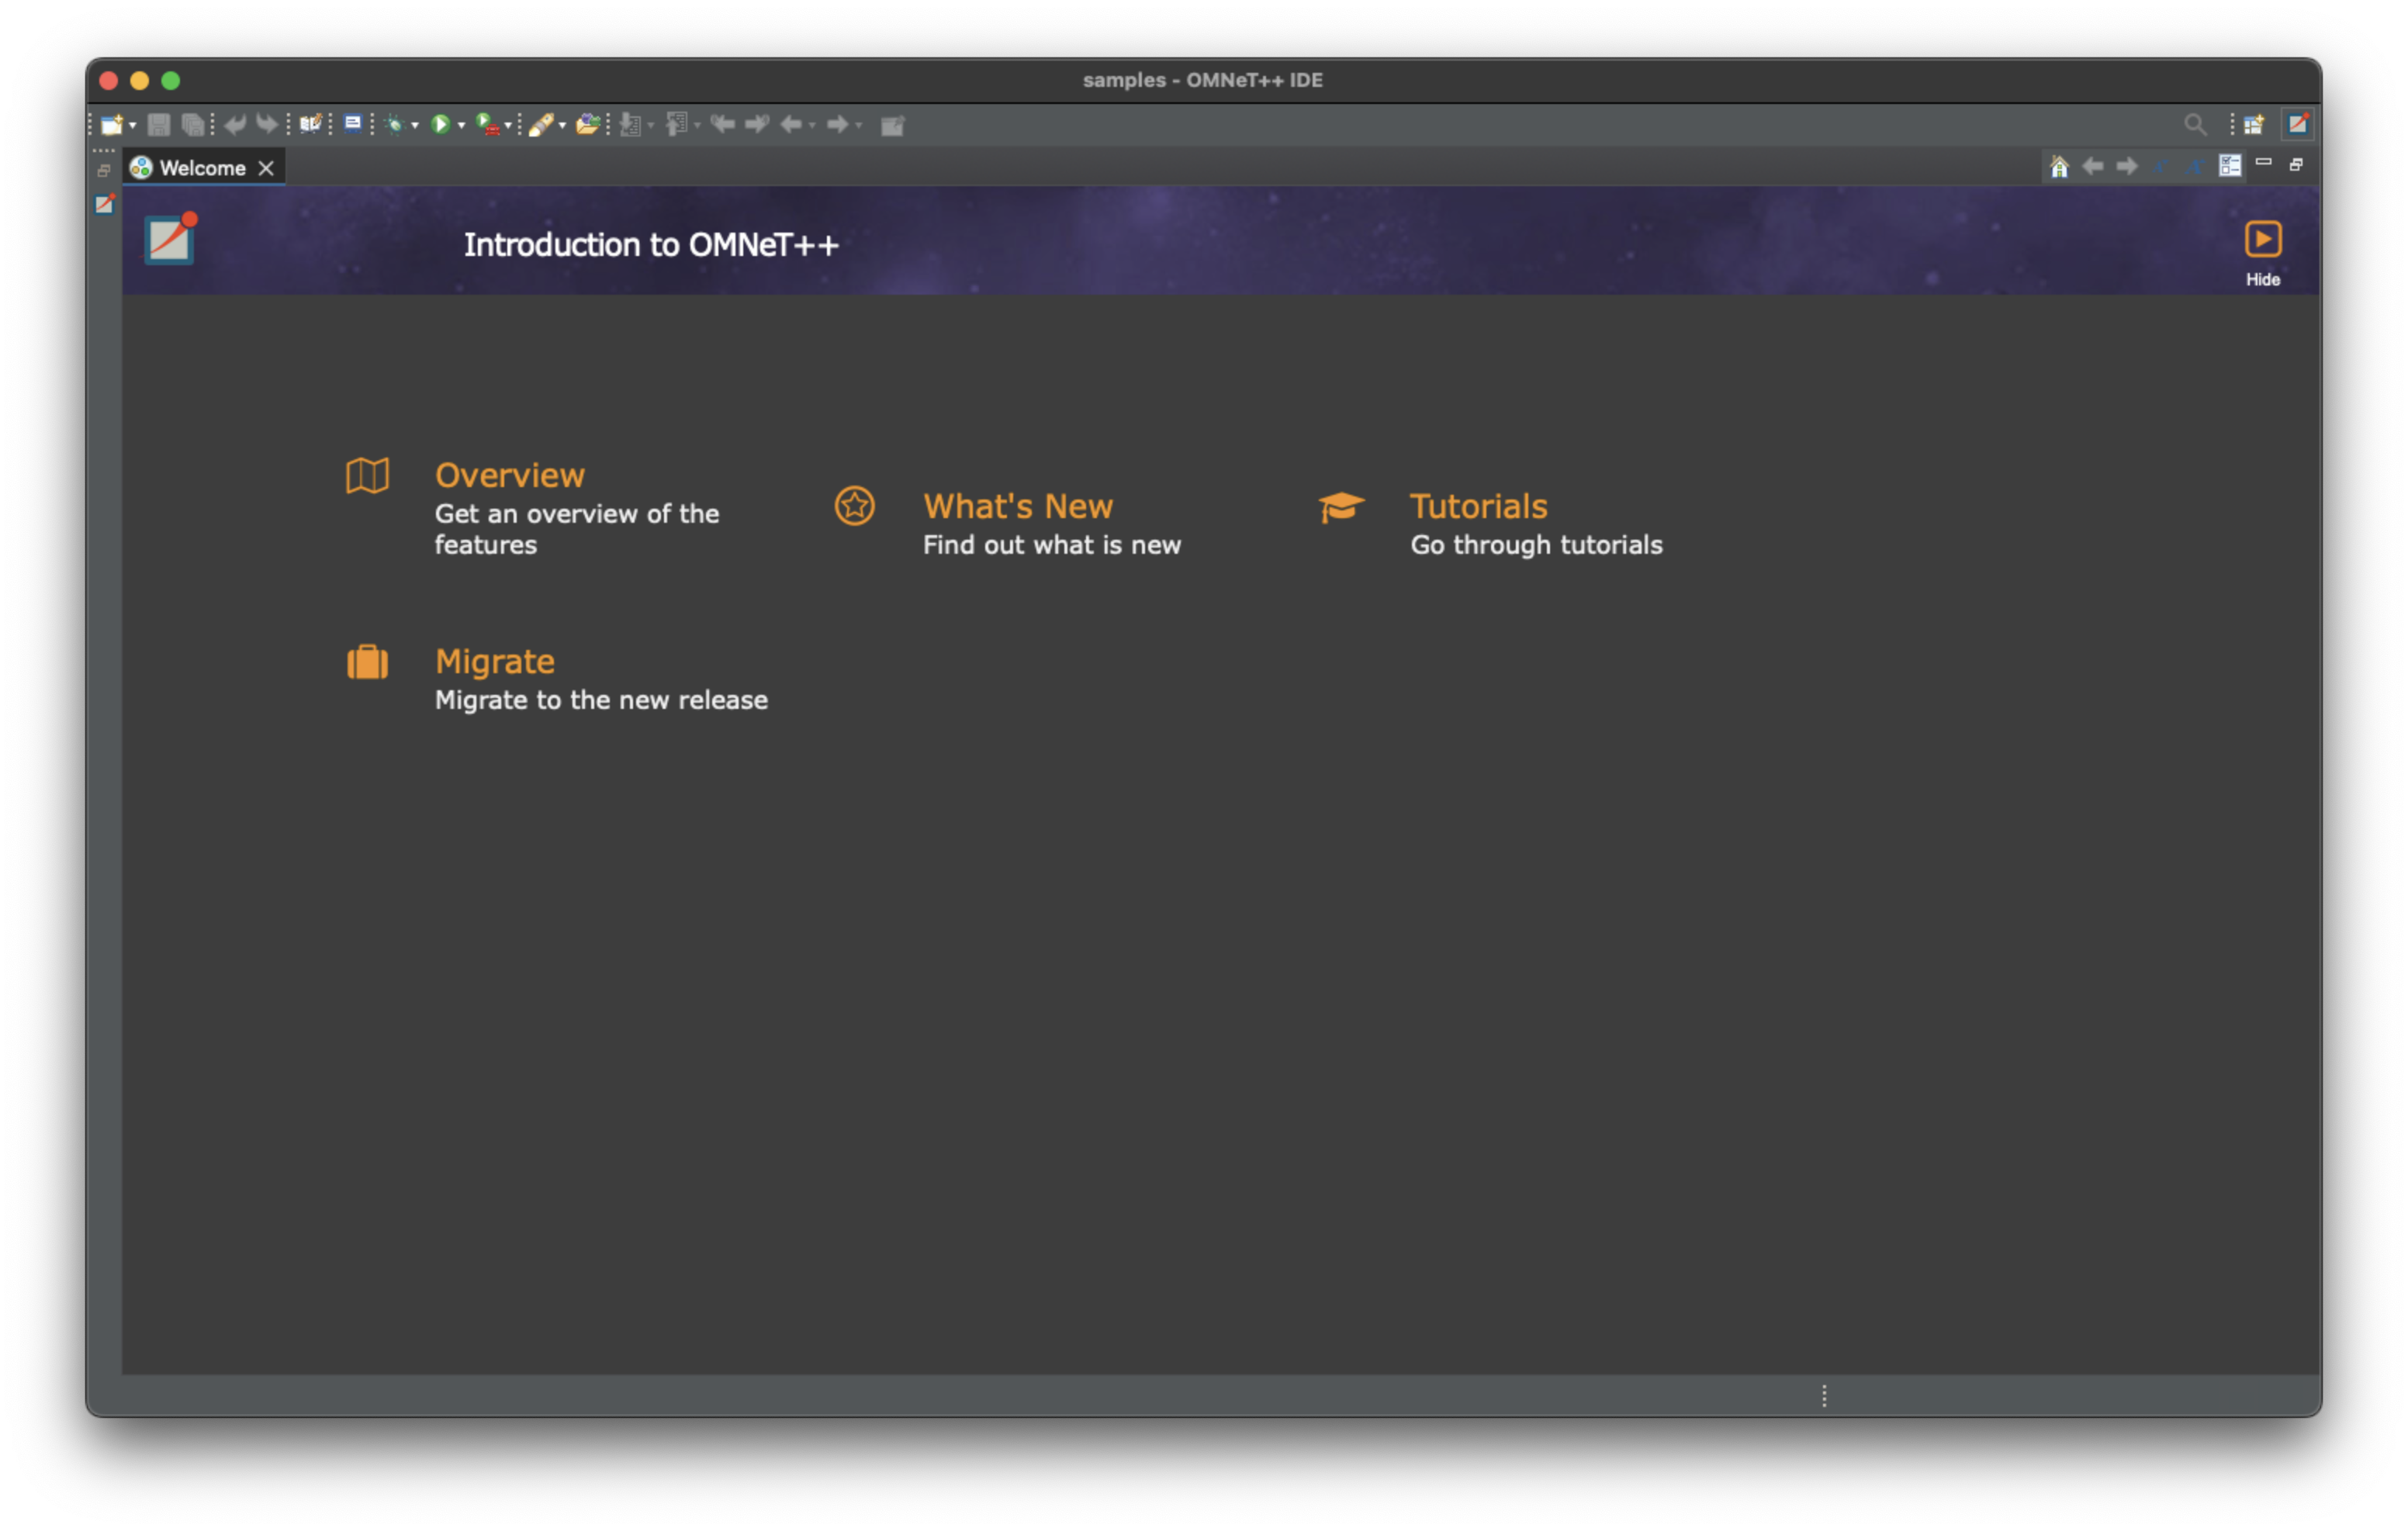 samples - OMNeT++ IDE
Welcome
Introduction to OMNeT++
Hide
Overview
Get an overview of the
features
What's New
Find out what is new
Tutorials
Go through tutorials
Migrate
Migrate to the new release